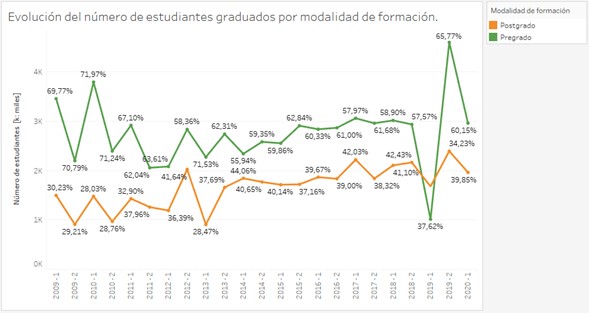 Evolución del número de estudiantes graduados por modalidad de formación.
Modalidad de formación
Postgrado
Pregrado
Número de estudiantes [k: miles]
4K
3K
2K
1K
0K
69,77%
70,79%
71,97%
71,24%
67,10%
62,04%
63,61%
58,36%
71,53%
62,31%
55,94%
59,35%
59,86%
62,84%
60,33%
61,00%
57,97%
61,68%
58,90%
57,57%
37,62%
65,77%
60,15%
30,23%
29,21%
28,03%
28,76%
32,90%
37,96%
36,39%
41,64%
28,47%
37,69%
44,06%
40,65%
40,14%
37,16%
39,67%
39,00%
42,03%
38,32%
42,43%
41,10%
34,23%
39,85%
2009 - 1
2009 - 2
2010 - 1
2010 - 2
2011 - 1
2011 - 2
2012 - 1
2012 - 2
2013 - 1
2013 - 2
2014 - 1
2014 - 2
2015 - 1
2015 - 2
2016 - 1
2016 - 2
2017 - 1
2017 - 2
2018 - 1
2018 - 2
2019 - 1
2019 - 2
2020 - 1